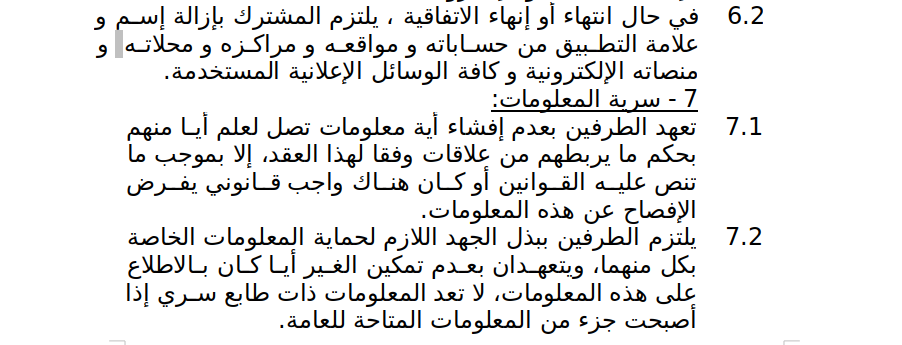 6.2 في حال انتهاء أو إنهاء الاتفاقية ، يلتزم المشترك بإزالة إسم و
علامة التطبيق من حساباته و مواقعه و مراكزه و محلاته و
منصاته الإلكترونية و كافة الوسائل الإعلانية المستخدمة.
7 - سرية المعلومات:
7.1 تعهد الطرفين بعدم إفشاء أية معلومات تصل لعلم أيا منهم
بحكم ما يربطهم من علاقات وفقا لهذا العقد، إلا بموجب ما
تنص عليه القوانين أو كان هناك واجب قانوني يفرض
الإفصاح عن هذه المعلومات.
7.2 يلتزم الطرفين ببذل الجهد اللازم لحماية المعلومات الخاصة
بكل منهما، ويتعهدان بعدم تمكين الغير أيا كان بالاطلاع
على هذه المعلومات، لا تعد المعلومات ذات طابع سري إذا
أصبحت جزء من المعلومات المتاحة للعامة.